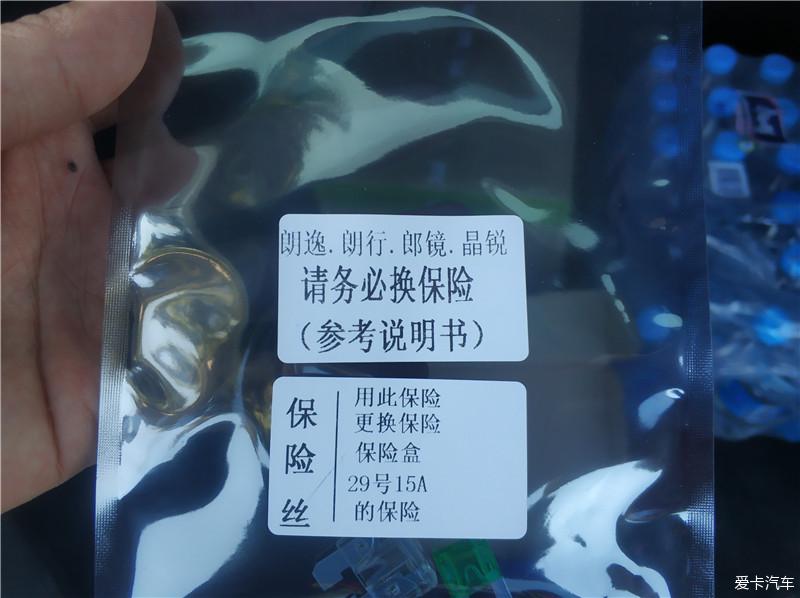 朗逸.朗行.郎镜.晶锐
请务必换保险
(参考说明书)
保险丝
用此保险
更换保险
保险盒
29号15A
的保险
爱卡汽车